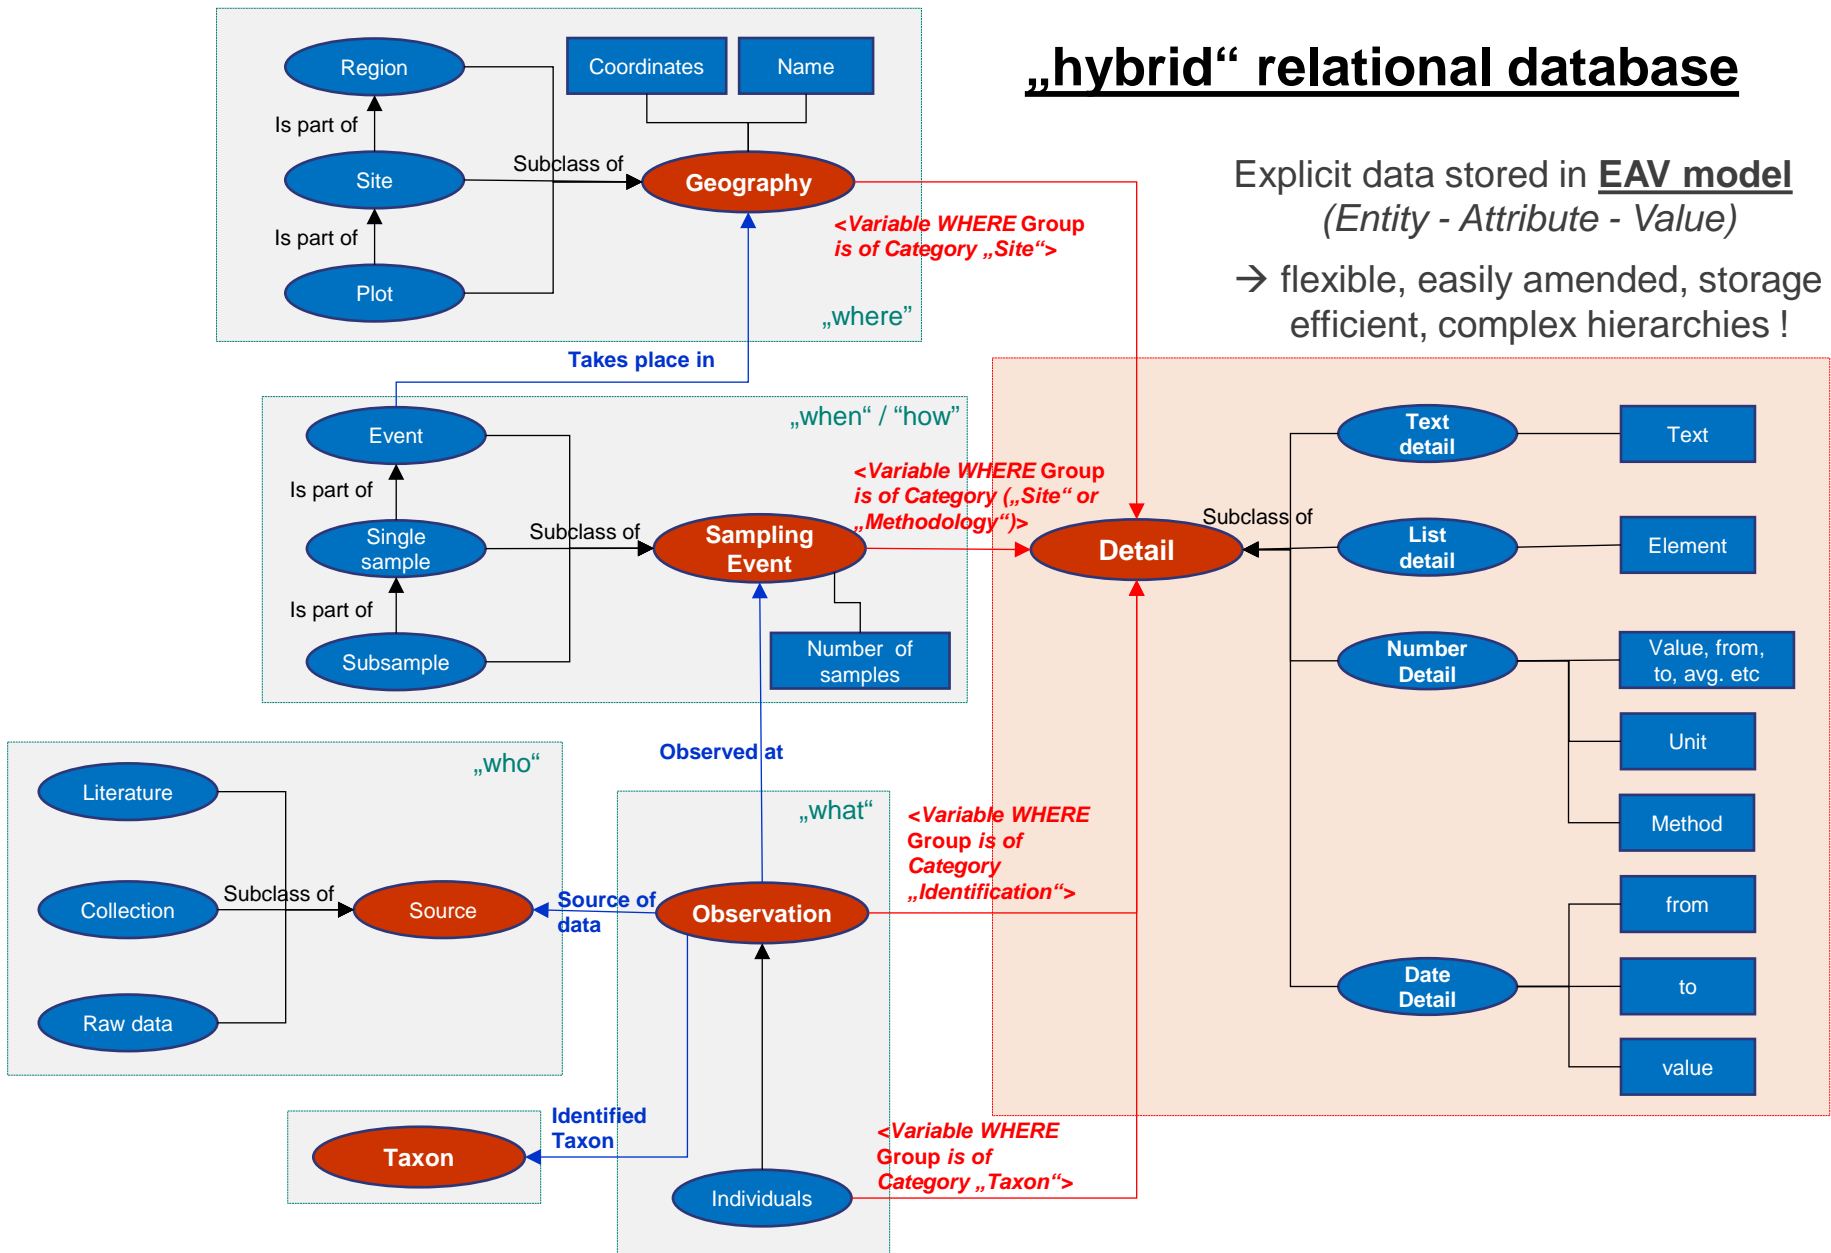 „hybrid“ relational database
Explicit data stored in EAV model
(Entity - Attribute - Value)
→ flexible, easily amended, storage
efficient, complex hierarchies !
Region
Coordinates
Name
Is part of
Site
Subclass of
Geography
Is part of
Plot
<Variable WHERE Group
is of Category „Site“>
„where”
Takes place in
„when“ / “how”
Event
Is part of
Single
sample
Subclass of
Sampling
Event
Is part of
Subsample
Number of
samples
<Variable WHERE Group
is of Category („Site“ or
„Methodology“)>
Detail
Subclass of
Text
detail
Text
List
detail
Element
Number
Detail
Value, from,
to, avg. etc
Unit
Method
Date
Detail
from
to
value
„who“
Literature
Collection
Subclass of
Source
Raw data
Observed at
„what“
Source of
data
Observation
<Variable WHERE
Group is of
Category
„Identification“>
Identified
Taxon
Taxon
Individuals
<Variable WHERE
Group is of
Category „Taxon“>